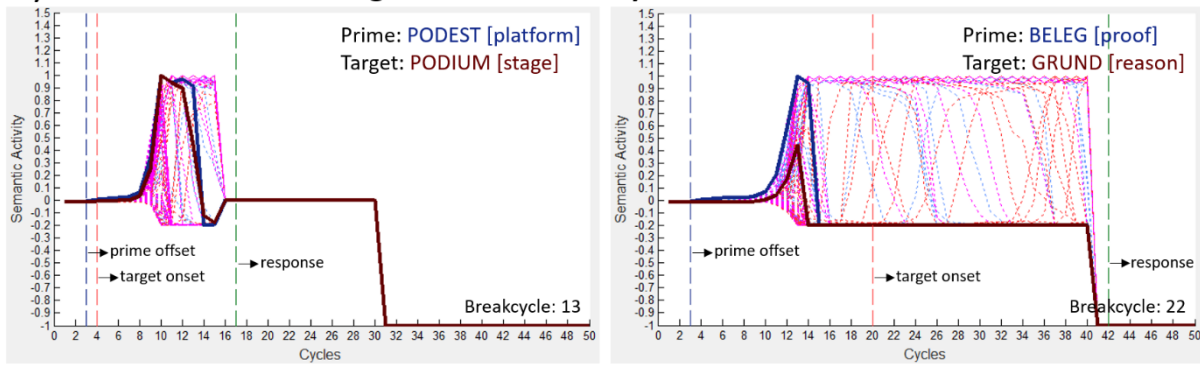 1.5
1.4
1.3
1.2
1.1
1
0.9
0.8
0.7
0.6
0.5
0.4
0.3
0.2
0.1
0
-0.1
-0.2
-0.3
-0.4
-0.5
-0.6
-0.7
-0.8
-0.9
-1
Semantic Activity
Prime: PODEST [platform]
Target: PODIUM [stage]
prime offset
target onset
response
Breakcycle: 13
0 2 4 6 8 10 12 14 16 18 20 22 24 26 28 30 32 34 36 38 40 42 44 46 48 50
Cycles
1.5
1.4
1.3
1.2
1.1
1
0.9
0.8
0.7
0.6
0.5
0.4
0.3
0.2
0.1
0
-0.1
-0.2
-0.3
-0.4
-0.5
-0.6
-0.7
-0.8
-0.9
-1
Semantic Activity
Prime: BELEG [proof]
Target: GRUND [reason]
prime offset
target onset
response
Breakcycle: 22
0 2 4 6 8 10 12 14 16 18 20 22 24 26 28 30 32 34 36 38 40 42 44 46 48 50
Cycles